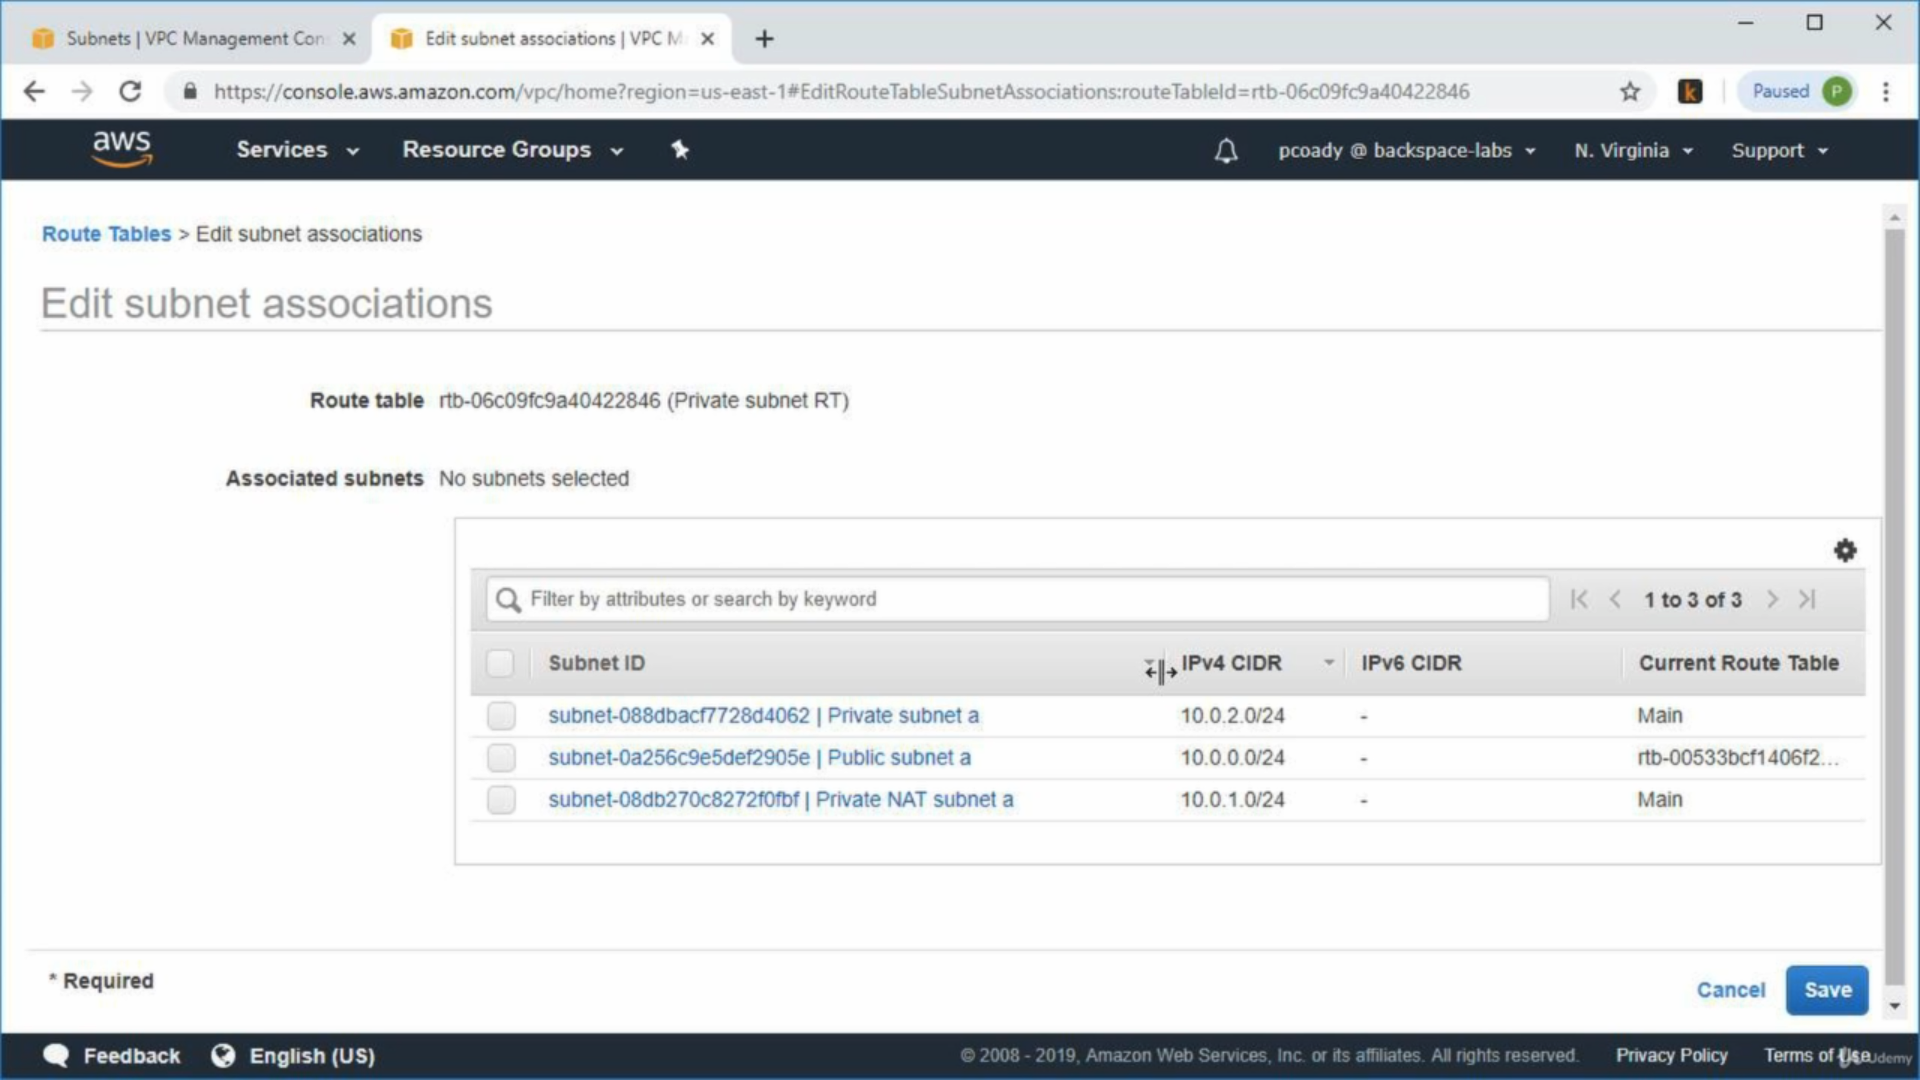 Subnets | VPC Management Con
Edit subnet associations | VPC M
https://console.aws.amazon.com/vpc/home?region=us-east-1#EditRouteTableSubnetAssociations:routeTableId=rtb-06c09fc9a40422846
k
Paused P
aws Services Resource Groups pcoady @ backspace-labs N. Virginia Support
Route Tables > Edit subnet associations
Edit subnet associations
Route table rtb-06c09fc9a40422846 (Private subnet RT)
Associated subnets No subnets selected
Filter by attributes or search by keyword 1 to 3 of 3
Subnet ID IPv4 CIDR IPv6 CIDR Current Route Table
subnet-088dbacf7728d4062 | Private subnet a 10.0.2.0/24 - Main
subnet-0a256c9e5def2905e | Public subnet a 10.0.0.0/24 - rtb-00533bcf1406f2...
subnet-08db270c8272f0fbf | Private NAT subnet a 10.0.1.0/24 - Main
* Required Cancel Save
Feedback English (US) © 2008 - 2019, Amazon Web Services, Inc. or its affiliates. All rights reserved. Privacy Policy Terms of Use
Udemy